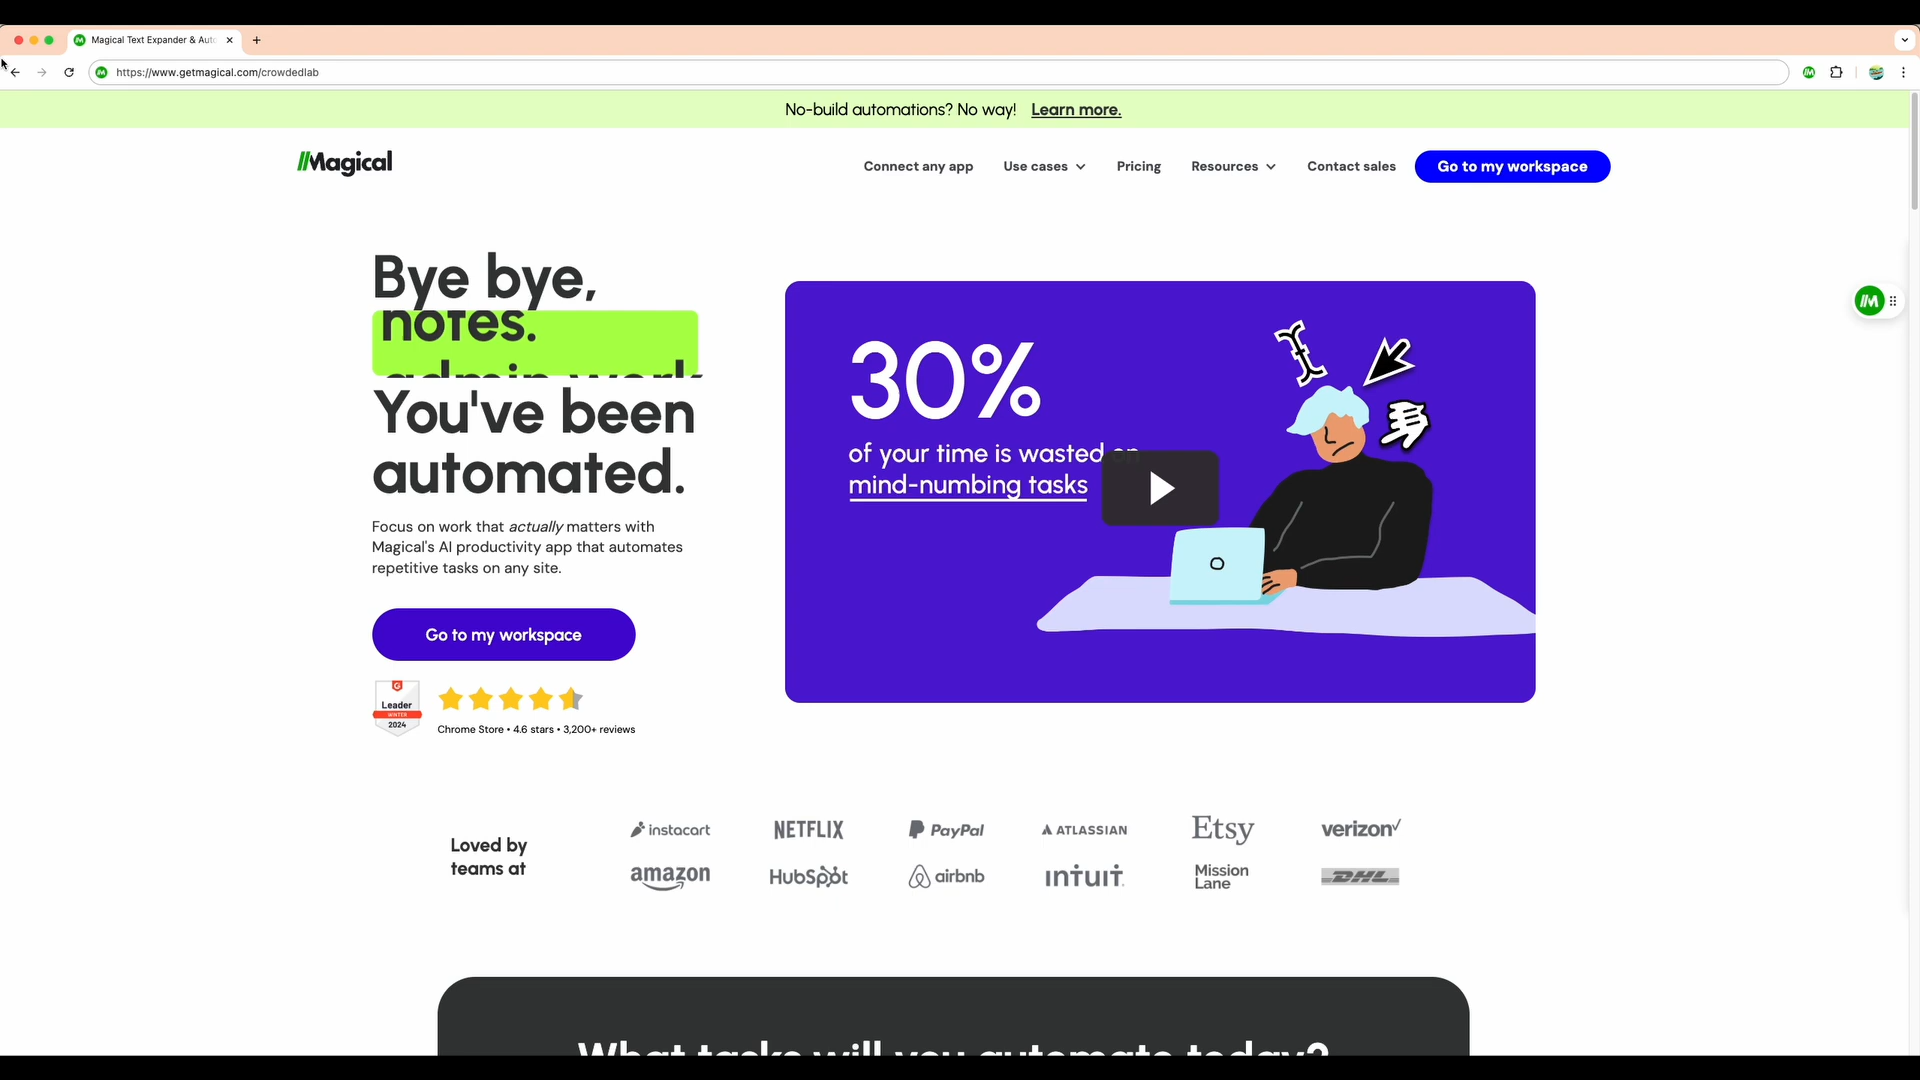 Magical Text Expander & Auto
https://www.getmagical.com/crowdedlab
No-build automations? No way! Learn more.
Magical
Connect any app
Use cases
Pricing
Resources
Contact sales
Go to my workspace
Bye bye,
notes.
admin work
You've been
automated.
Focus on work that actually matters with
Magical's AI productivity app that automates
repetitive tasks on any site.
Go to my workspace
Leader
WINTER
2024
Chrome Store • 4.6 stars • 3,200+ reviews
30%
of your time is wasted on
mind-numbing tasks
Loved by
teams at
instacart
NETFLIX
PayPal
ATLASSIAN
Etsy
verizon
amazon
HubSpot
airbnb
INTUIT
Mission
Lane
DHL
What tasks will you automate today?